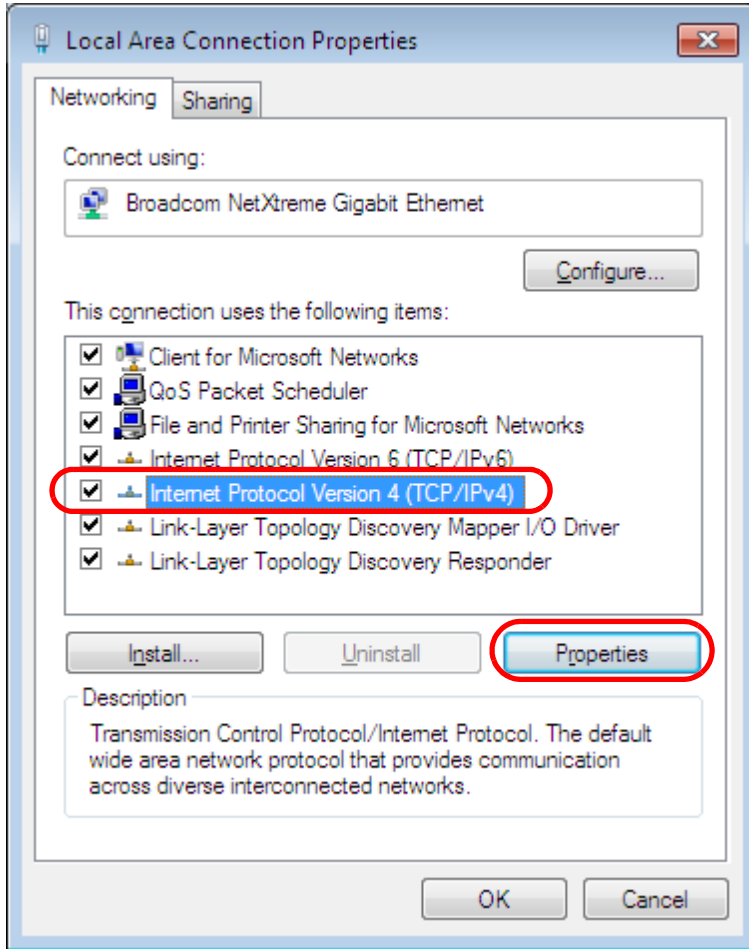 Local Area Connection Properties
Networking
Sharing
Connect using:
Broadcom NetXtreme Gigabit Ethernet
Configure...
This connection uses the following items:
Client for Microsoft Networks
QoS Packet Scheduler
File and Printer Sharing for Microsoft Networks
Internet Protocol Version 6 (TCP/IPv6)
Internet Protocol Version 4 (TCP/IPv4)
Link-Layer Topology Discovery Mapper I/O Driver
Link-Layer Topology Discovery Responder
Install...
Uninstall
Properties
Description
Transmission Control Protocol/Internet Protocol. The default
wide area network protocol that provides communication
across diverse interconnected networks.
OK
Cancel